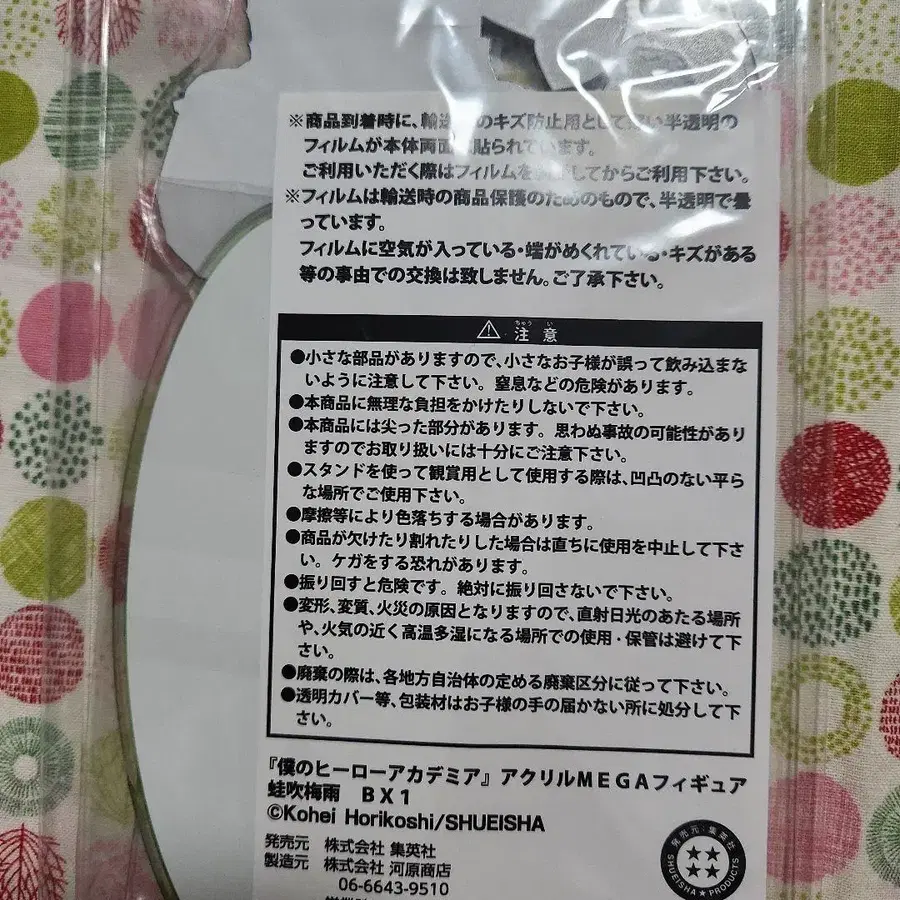 ※商品到着時に、輸送のキズ防止用として い半透明の
フィルムが本体両面 貼られています。
ご利用いただく際はフィルムを してからご利用下さい。
※フィルムは輸送時の商品保護のためのもので、半透明で曇
っています。
フィルムに空気が入っている・端がめくれている・キズがある
等の事由での交換は致しません。ご了承下さい。
⚠ 注意
ちゅう い
●小さな部品がありますので、小さなお子様が誤って飲み込まな
いように注意して下さい。窒息などの危険があります。
●本商品に無理な負担をかけたりしないで下さい。
●本商品には尖った部分があります。思わぬ事故の可能性があり
ますのでお取り扱いには十分にご注意下さい。
●スタンドを使って観賞用として使用する際は、凹凸のない平ら
な場所でご使用下さい。
●摩擦等により色落ちする場合があります。
●商品が欠けたり割れたりした場合は直ちに使用を中止して下さ
い。ケガをする恐れがあります。
●振り回すと危険です。絶対に振り回さないで下さい。
●変形、変質、火災の原因となりますので、直射日光のあたる場所
や、火気の近く高温多湿になる場所での使用・保管は避けて下
さい。
●廃棄の際は、各地方自治体の定める廃棄区分に従って下さい。
●透明カバー等、包装材はお子様の手の届かない所に処分して下
さい。
『僕のヒーローアカデミア』アクリルMEGAフィギュア
蛙吹梅雨 BX1
©Kohei Horikoshi/SHUEISHA
発売元 株式会社 集英社
製造元 株式会社 河原商店
06-6643-9510
発売元:集英社
SHUEISHA★PRODUCTS